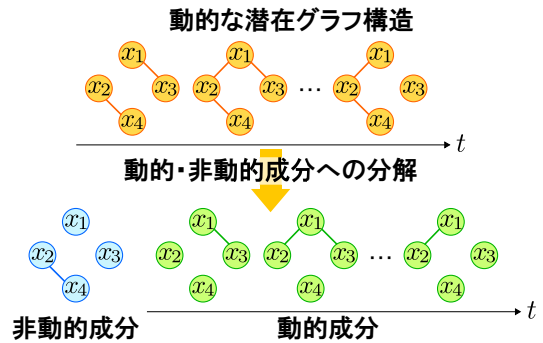 動的な潜在グラフ構造
x₁ x₁ x₁
x₂ x₃ x₂ x₃ … x₂ x₃
x₄ x₄ x₄
t
動的・非動的成分への分解
x₁ x₁ x₁ x₁
x₂ x₃ x₂ x₃ x₂ x₃ … x₂ x₃
x₄ x₄ x₄ x₄
t
非動的成分 動的成分